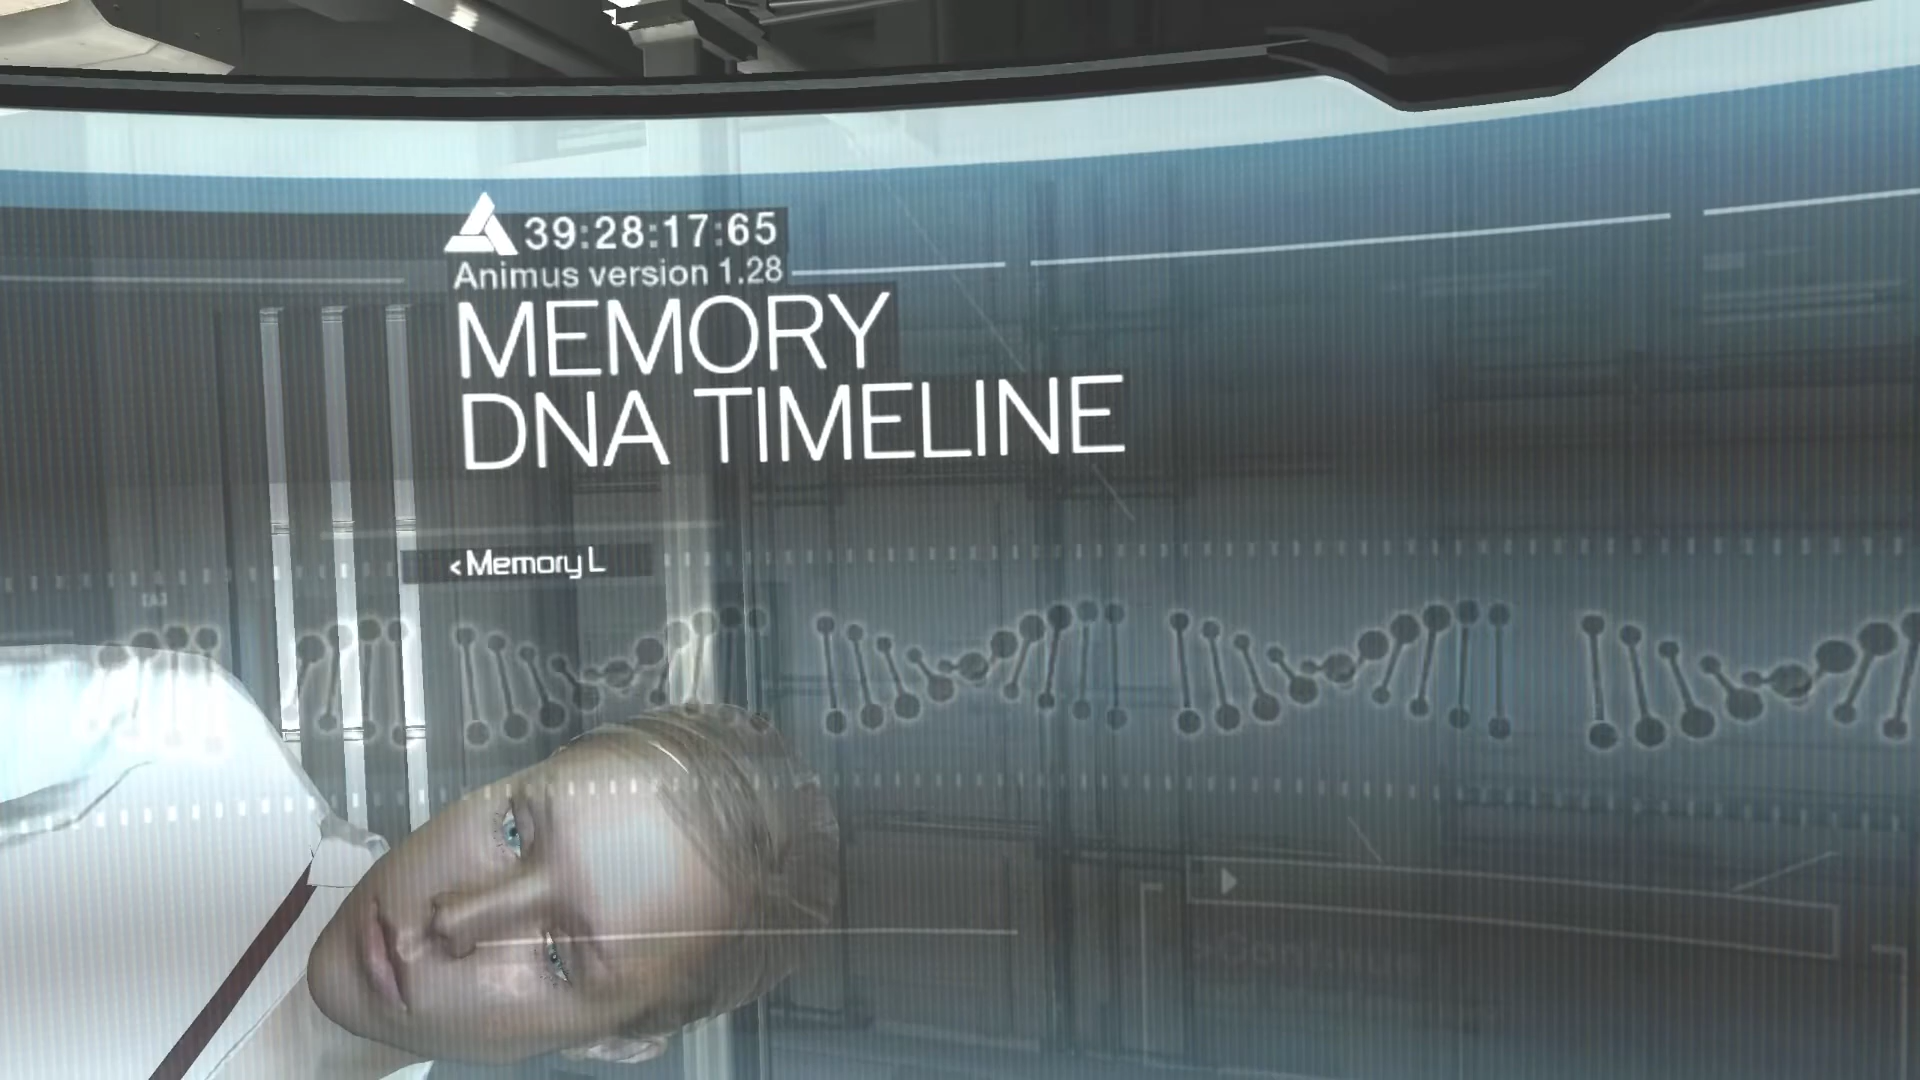 39:28:17:65
Animus version 1.28
MEMORY
DNA TIMELINE
<Memory L